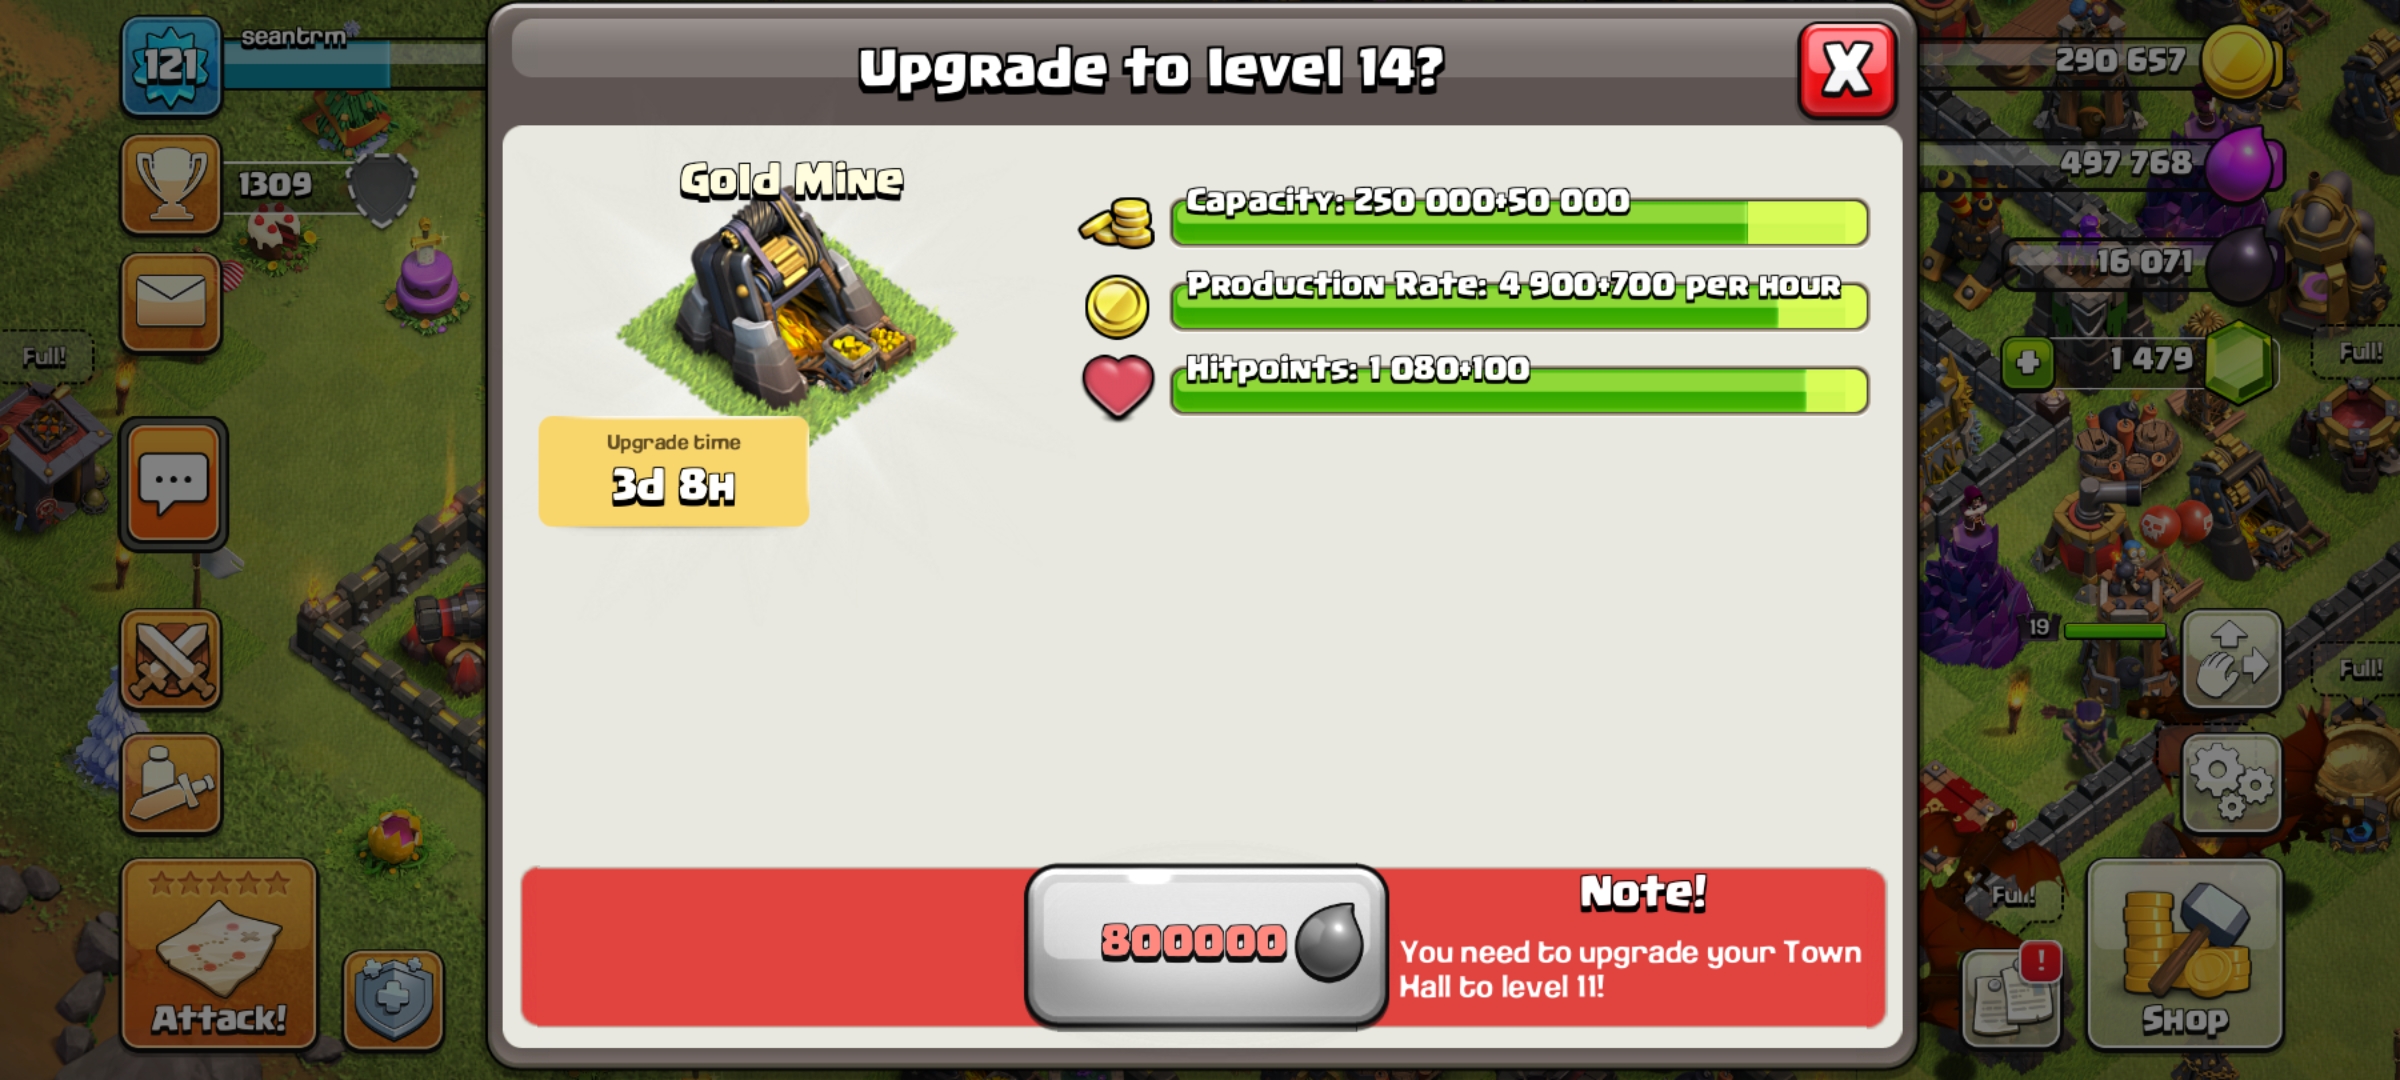 121
seantrm
1309
Full!
Attack!
Upgrade to level 14?
X
Gold Mine
Upgrade time
3d 8H
Capacity: 250 000+50 000
Production Rate: 4 900+700 per hour
Hitpoints: 1 080+100
800000
Note!
You need to upgrade your Town
Hall to level 11!
290 657
497 768
16 071
1 479
Full!
19
Full!
Full!
!
Shop